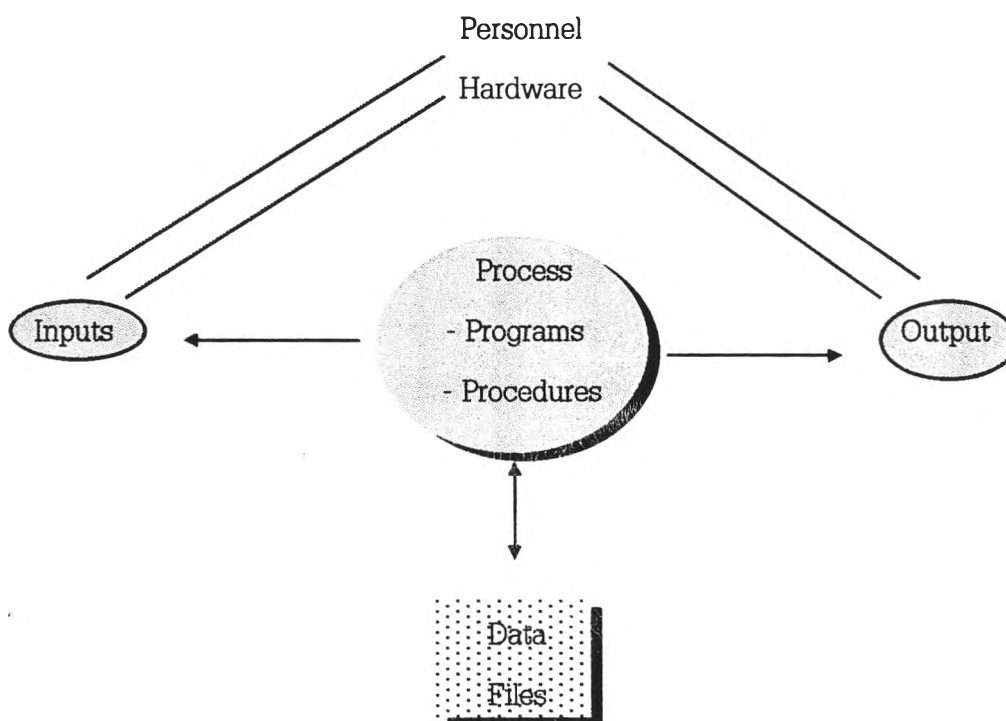 Personnel
Hardware
Process
Inputs
- Programs
Output
- Procedures
Data
Files